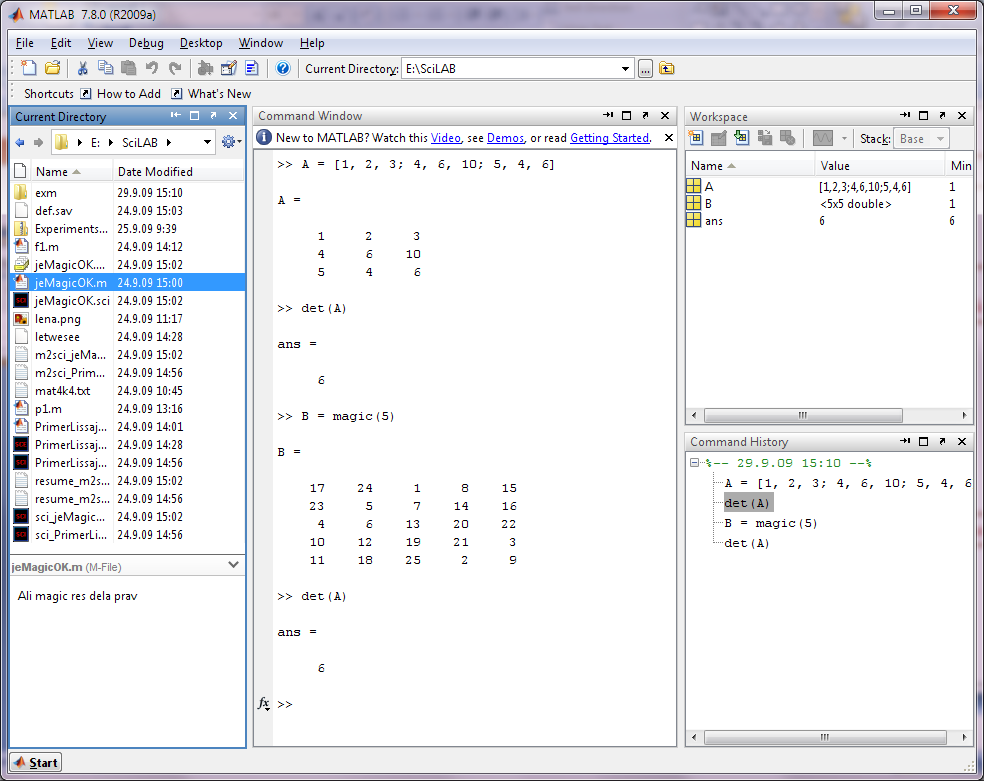 MATLAB 7.8.0 (R2009a)
File Edit View Debug Desktop Window Help
Current Directory: E:\SciLAB
Shortcuts How to Add What's New
Current Directory
E: SciLAB
Name Date Modified
exm 29.9.09 15:10
def.sav 24.9.09 15:03
Experiments... 25.9.09 9:39
f1.m 24.9.09 14:12
jeMagicOK.... 24.9.09 15:02
jeMagicOK.m 24.9.09 15:00
jeMagicOK.sci 24.9.09 15:02
lena.png 24.9.09 11:17
letwesee 24.9.09 14:28
m2sci_jeMa... 24.9.09 15:02
m2sci_Prim... 24.9.09 14:56
mat4k4.txt 24.9.09 10:45
p1.m 24.9.09 13:16
PrimerLissaj... 24.9.09 14:01
PrimerLissaj... 24.9.09 14:28
PrimerLissaj... 24.9.09 14:56
resume_m2s... 24.9.09 15:02
resume_m2s... 24.9.09 14:56
sci_jeMagic... 24.9.09 15:02
sci_PrimerLi... 24.9.09 14:56
jeMagicOK.m (M-File)
Ali magic res dela prav
Command Window
New to MATLAB? Watch this Video, see Demos, or read Getting Started.
>> A = [1, 2, 3; 4, 6, 10; 5, 4, 6]
A =
1 2 3
4 6 10
5 4 6
>> det(A)
ans =
6
>> B = magic(5)
B =
17 24 1 8 15
23 5 7 14 16
4 6 13 20 22
10 12 19 21 3
11 18 25 2 9
>> det(A)
ans =
6
fx >>
Workspace
Stack: Base
Name Value Min
A [1,2,3;4,6,10;5,4,6] 1
B <5x5 double> 1
ans 6 6
Command History
%-- 29.9.09 15:10 --%
A = [1, 2, 3; 4, 6, 10; 5, 4, 6
det(A)
B = magic(5)
det(A)
Start